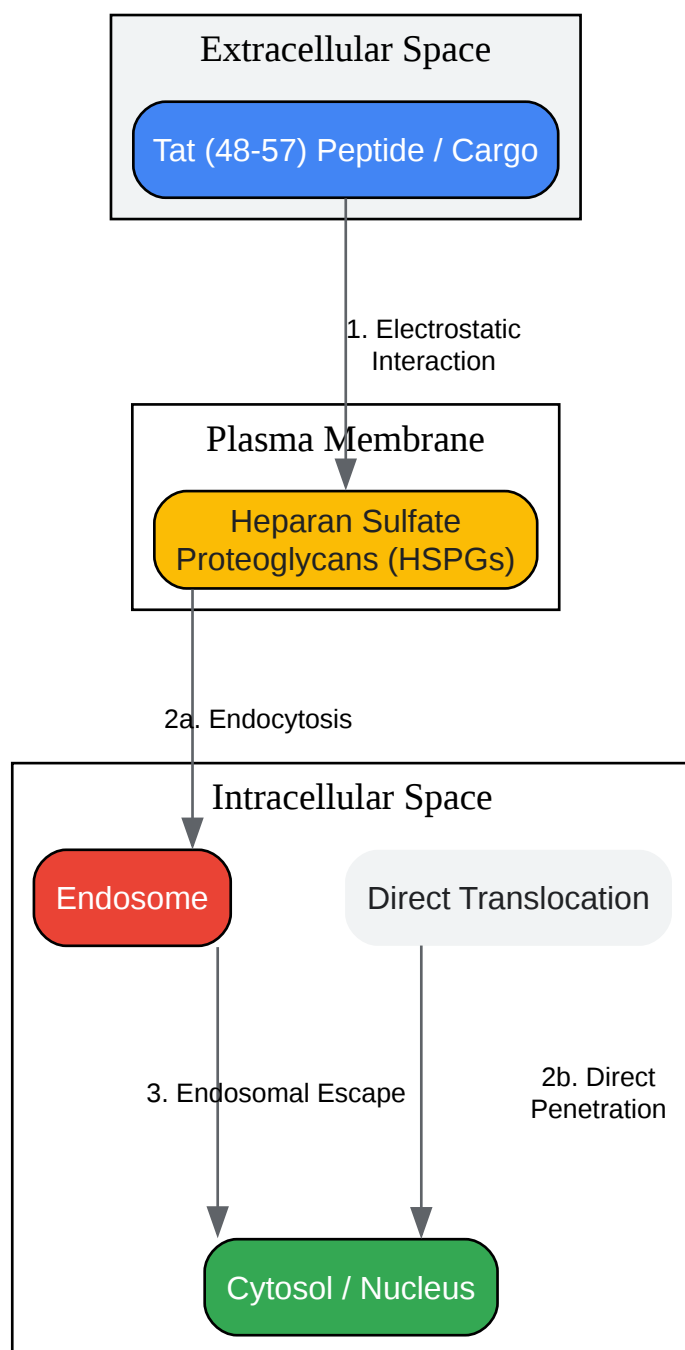 Extracellular Space
Tat (48-57) Peptide / Cargo
1. Electrostatic
Interaction
Plasma Membrane
Heparan Sulfate
Proteoglycans (HSPGs)
2a. Endocytosis
Intracellular Space
Endosome
Direct Translocation
3. Endosomal Escape
2b. Direct
Penetration
Cytosol / Nucleus